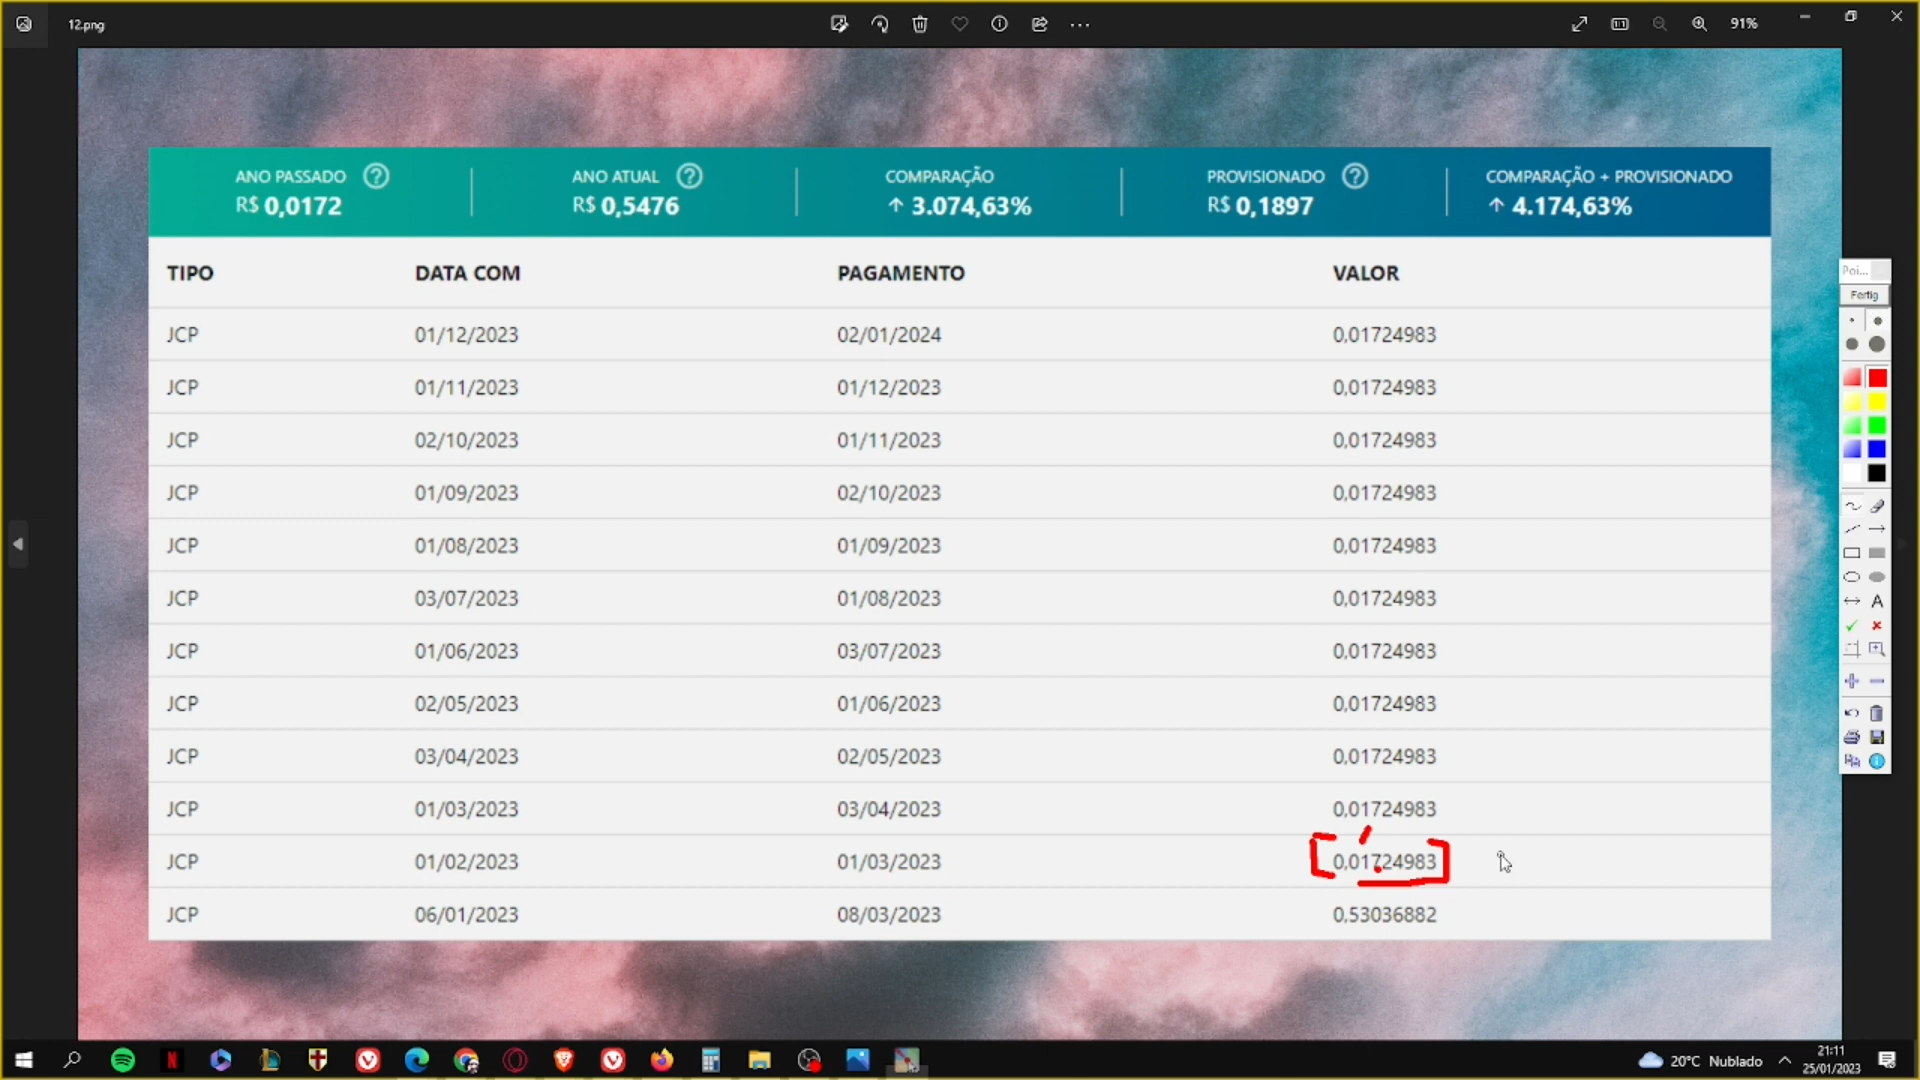 12.png
91%
ANO PASSADO ?
R$ 0,0172
ANO ATUAL ?
R$ 0,5476
COMPARAÇÃO
↑ 3.074,63%
PROVISIONADO ?
R$ 0,1897
COMPARAÇÃO + PROVISIONADO
↑ 4.174,63%
TIPO DATA COM PAGAMENTO VALOR
JCP 01/12/2023 02/01/2024 0,01724983
JCP 01/11/2023 01/12/2023 0,01724983
JCP 02/10/2023 01/11/2023 0,01724983
JCP 01/09/2023 02/10/2023 0,01724983
JCP 01/08/2023 01/09/2023 0,01724983
JCP 03/07/2023 01/08/2023 0,01724983
JCP 01/06/2023 03/07/2023 0,01724983
JCP 02/05/2023 01/06/2023 0,01724983
JCP 03/04/2023 02/05/2023 0,01724983
JCP 01/03/2023 03/04/2023 0,01724983
JCP 01/02/2023 01/03/2023 0,01724983
JCP 06/01/2023 08/03/2023 0,53036882
Poi...
Fertig
A
20°C Nublado
21:11
25/01/2023